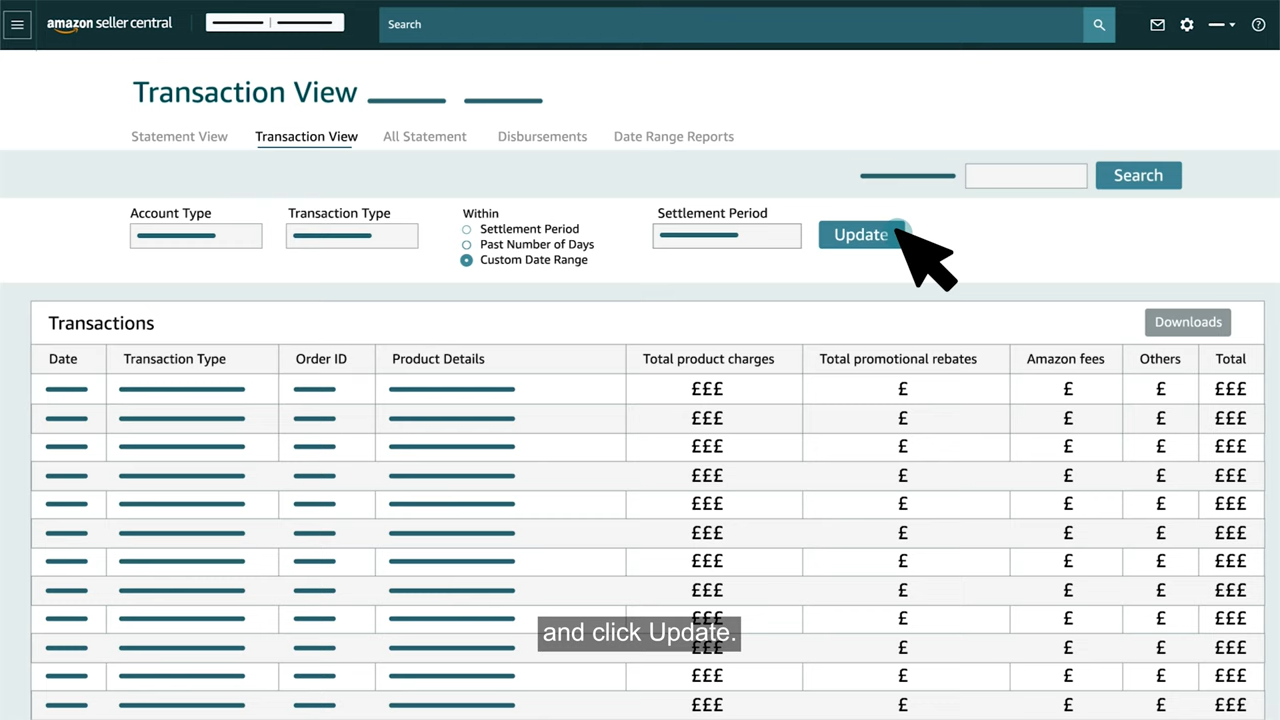 amazon seller central
Search
Transaction View
Statement View Transaction View All Statement Disbursements Date Range Reports
Search
Account Type Transaction Type Within Settlement Period
Settlement Period
Past Number of Days
Custom Date Range
Update
Transactions
Downloads
Date Transaction Type Order ID Product Details Total product charges Total promotional rebates Amazon fees Others Total
£££ £ £ £ £££
£££ £ £ £ £££
£££ £ £ £ £££
£££ £ £ £ £££
£££ £ £ £ £££
£££ £ £ £ £££
£££ £ £ £ £££
£££ £ £ £ £££
£££ £ £ £ £££
and click Update.
£££ £ £ £ £££
£££ £ £ £ £££
£££ £ £ £ £££